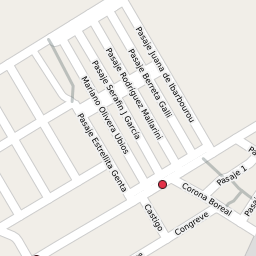 Pasaje Juana de Ibarbourou
Pasaje Berreta Galli
Pasaje Rodríguez Mallarini
Pasaje Serafín J García
Mariano Olivera Ubios
Pasaje Estrellita Genta
Pasaje 1
Corona Boreal
Castigo
Congreve